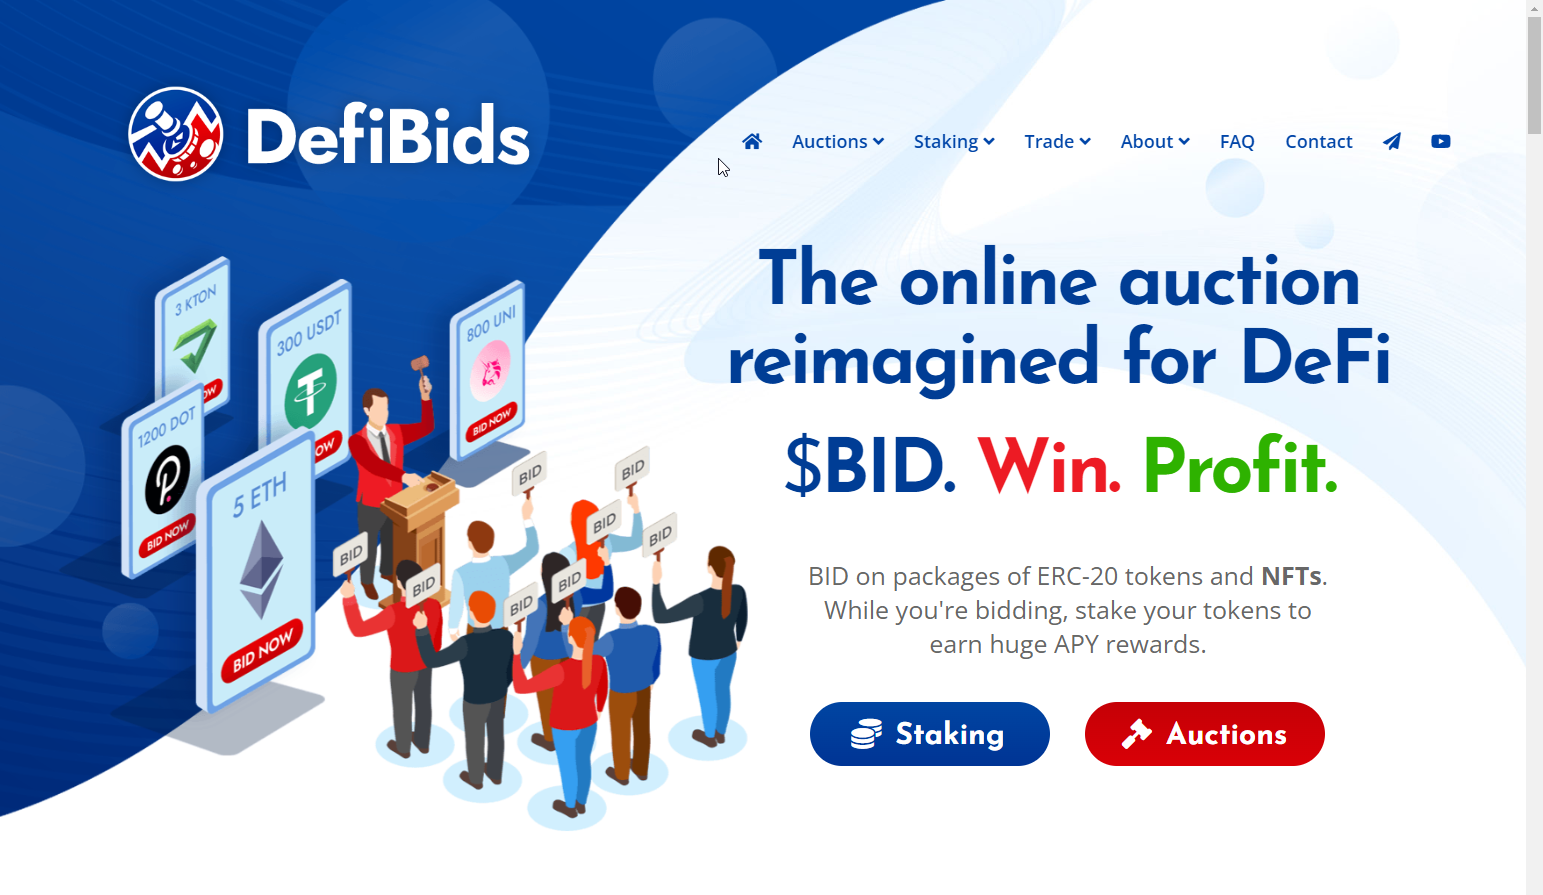 DefiBids
Auctions
Staking
Trade
About
FAQ
Contact
The online auction
reimagined for DeFi
$BID. Win. Profit.
BID on packages of ERC-20 tokens and NFTs.
While you're bidding, stake your tokens to
earn huge APY rewards.
Staking
Auctions
3 KTON
OW
300 USDT
OW
800 UNI
BID NOW
1200 DOT
BID NOW
5 ETH
BID NOW
BID
BID
BID
BID
BID
BID
BID
BID